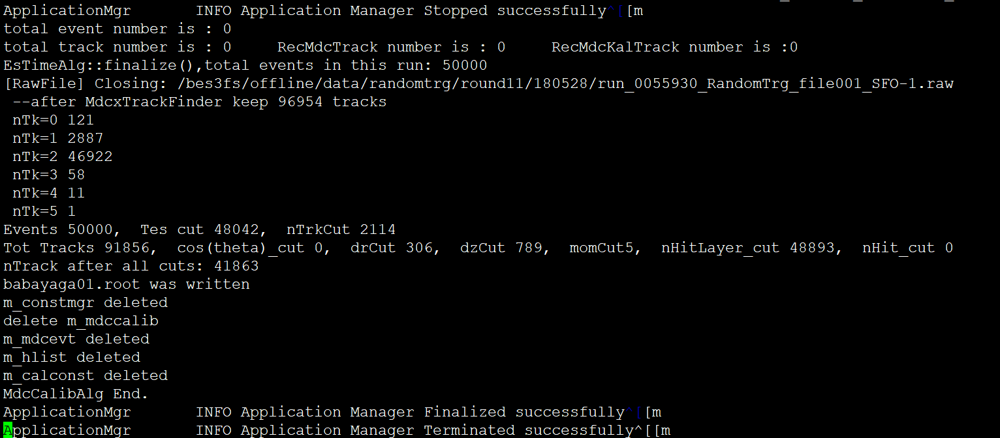 ApplicationMgr       INFO Application Manager Stopped successfully^[[m
total event number is : 0
total track number is : 0     RecMdcTrack number is : 0     RecMdcKalTrack number is :0
EsTimeAlg::finalize(),total events in this run: 50000
[RawFile] Closing: /bes3fs/offline/data/randomtrg/round11/180528/run_0055930_RandomTrg_file001_SFO-1.raw
 --after MdcxTrackFinder keep 96954 tracks
 nTk=0 121
 nTk=1 2887
 nTk=2 46922
 nTk=3 58
 nTk=4 11
 nTk=5 1
Events 50000,  Tes cut 48042,  nTrkCut 2114
Tot Tracks 91856,  cos(theta)_cut 0,  drCut 306,  dzCut 789,  momCut5,  nHitLayer_cut 48893,  nHit_cut 0
nTrack after all cuts: 41863
babayaga01.root was written
m_constmgr deleted
delete m_mdccalib
m_mdcevt deleted
m_hlist deleted
m_calconst deleted
MdcCalibAlg End.
ApplicationMgr       INFO Application Manager Finalized successfully^[[m
ApplicationMgr       INFO Application Manager Terminated successfully^[[m